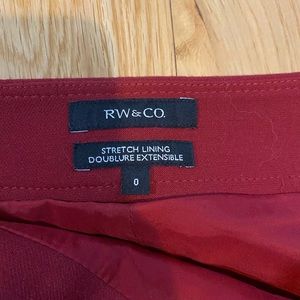 RW&CO.
STRETCH LINING
DOUBLURE EXTENSIBLE
0